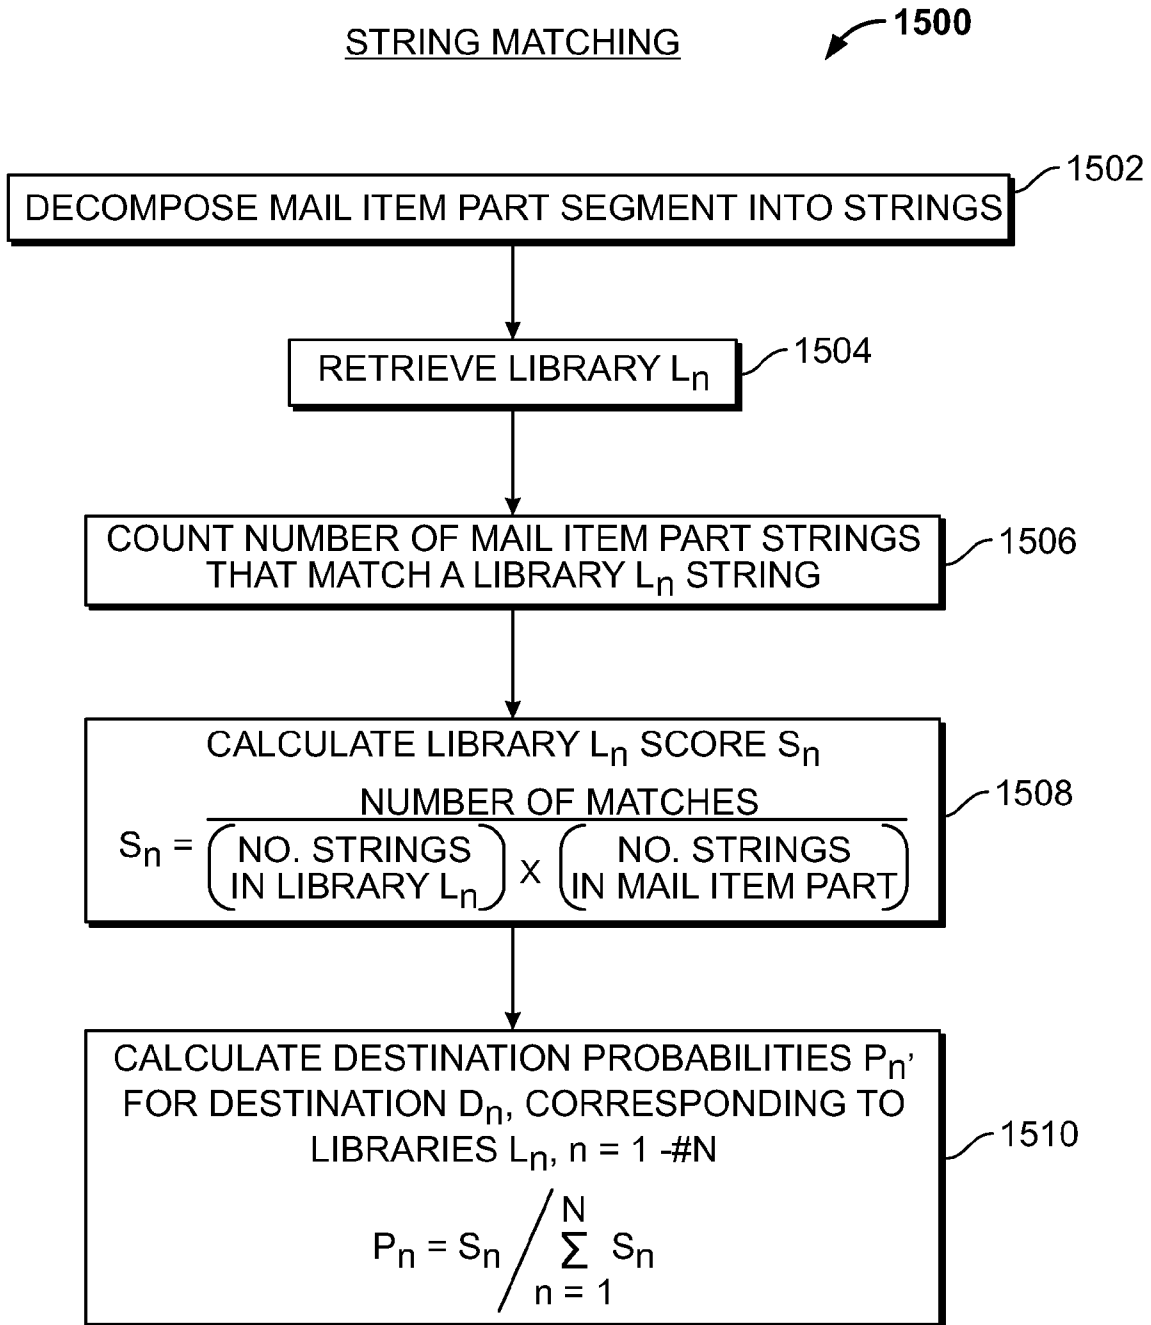 STRING MATCHING
1500
1502
DECOMPOSE MAIL ITEM PART SEGMENT INTO STRINGS
1504
RETRIEVE LIBRARY Ln
1506
COUNT NUMBER OF MAIL ITEM PART STRINGS
THAT MATCH A LIBRARY Ln STRING
CALCULATE LIBRARY Ln SCORE Sn
1508
NUMBER OF MATCHES
Sn = (NO. STRINGS IN LIBRARY Ln) X (NO. STRINGS IN MAIL ITEM PART)
CALCULATE DESTINATION PROBABILITIES Pn,
FOR DESTINATION Dn, CORRESPONDING TO
LIBRARIES Ln, n = 1 -#N
1510
Pn = Sn / N Σ n = 1 Sn